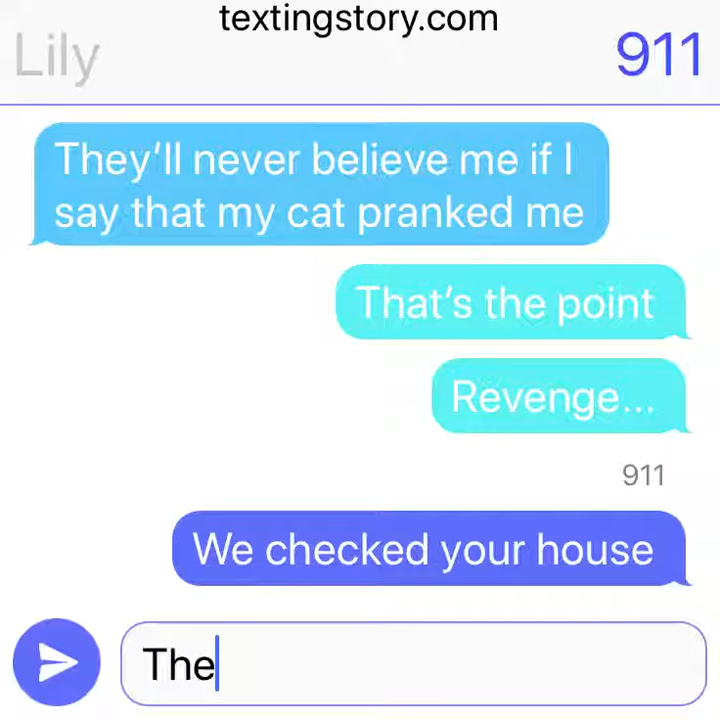 textingstory.com
Lily
911
They'll never believe me if I
say that my cat pranked me
That's the point
Revenge...
911
We checked your house
The